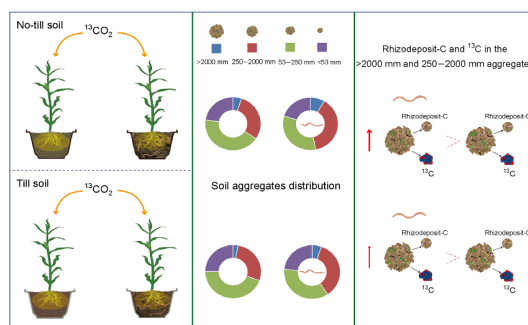 No-till soil
¹³CO₂
Till soil
¹³CO₂
>2000 mm
250–2000 mm
53–250 mm
<53 mm
Soil aggregates distribution
Rhizodeposit-C and ¹³C in the
>2000 mm and 250–2000 mm aggregate
Rhizodeposit-C
Rhizodeposit-C
¹³C
¹³C
Rhizodeposit-C
Rhizodeposit-C
¹³C
¹³C